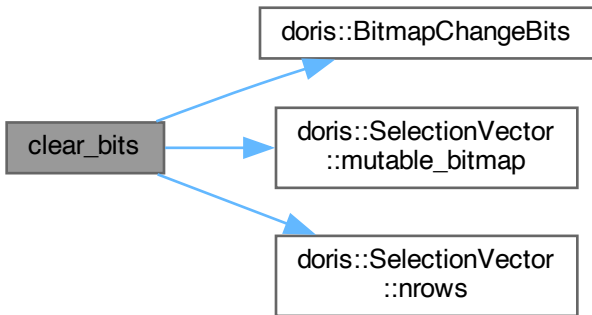 doris::BitmapChangeBits
clear_bits
doris::SelectionVector
::mutable_bitmap
doris::SelectionVector
::nrows